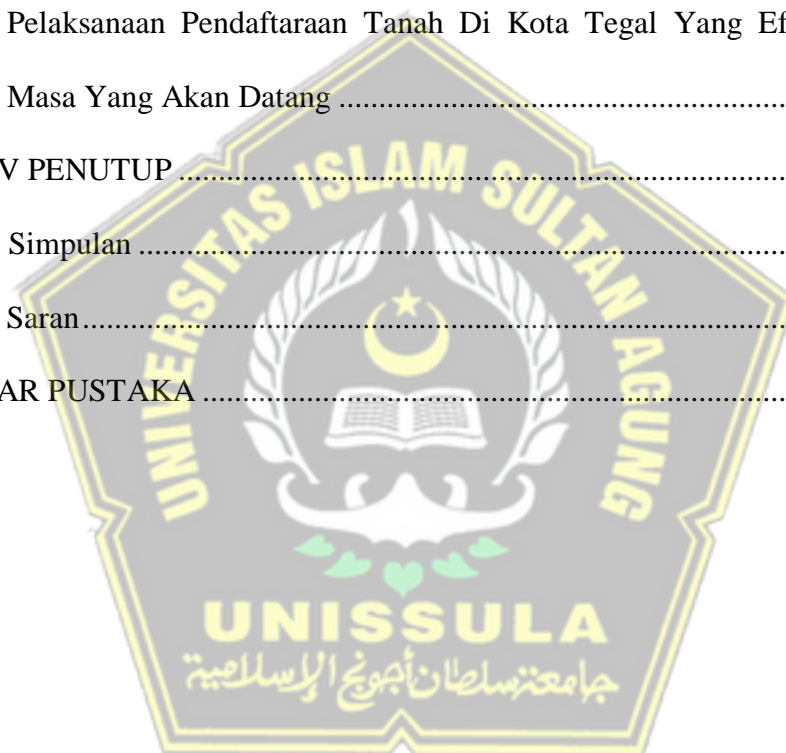 Pelaksanaan Pendaftaraan Tanah Di Kota Tegal Yang Ef
Masa Yang Akan Datang ..........................................................
V PENUTUP ..............................................................................
Simpulan ...................................................................................
Saran.........................................................................................
AR PUSTAKA ...........................................................................
UNIVERSITAS ISLAM SULTAN AGUNG
UNISSULA
جامعة سلطان أجونج الإسلامية